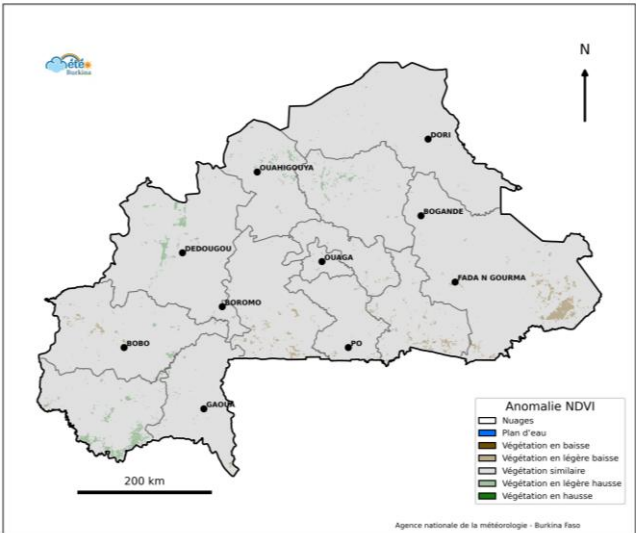 Météo
Burkina
N
DORI
OUAHIGOUYA
BOGANDE
DEDOUGOU
OUAGA
FADA N GOURMA
BOROMO
BOBO
PO
GAOUA
Anomalie NDVI
Nuages
Plan d'eau
Végétation en baisse
Végétation en légère baisse
Végétation similaire
Végétation en légère hausse
Végétation en hausse
200 km
Agence nationale de la météorologie - Burkina Faso